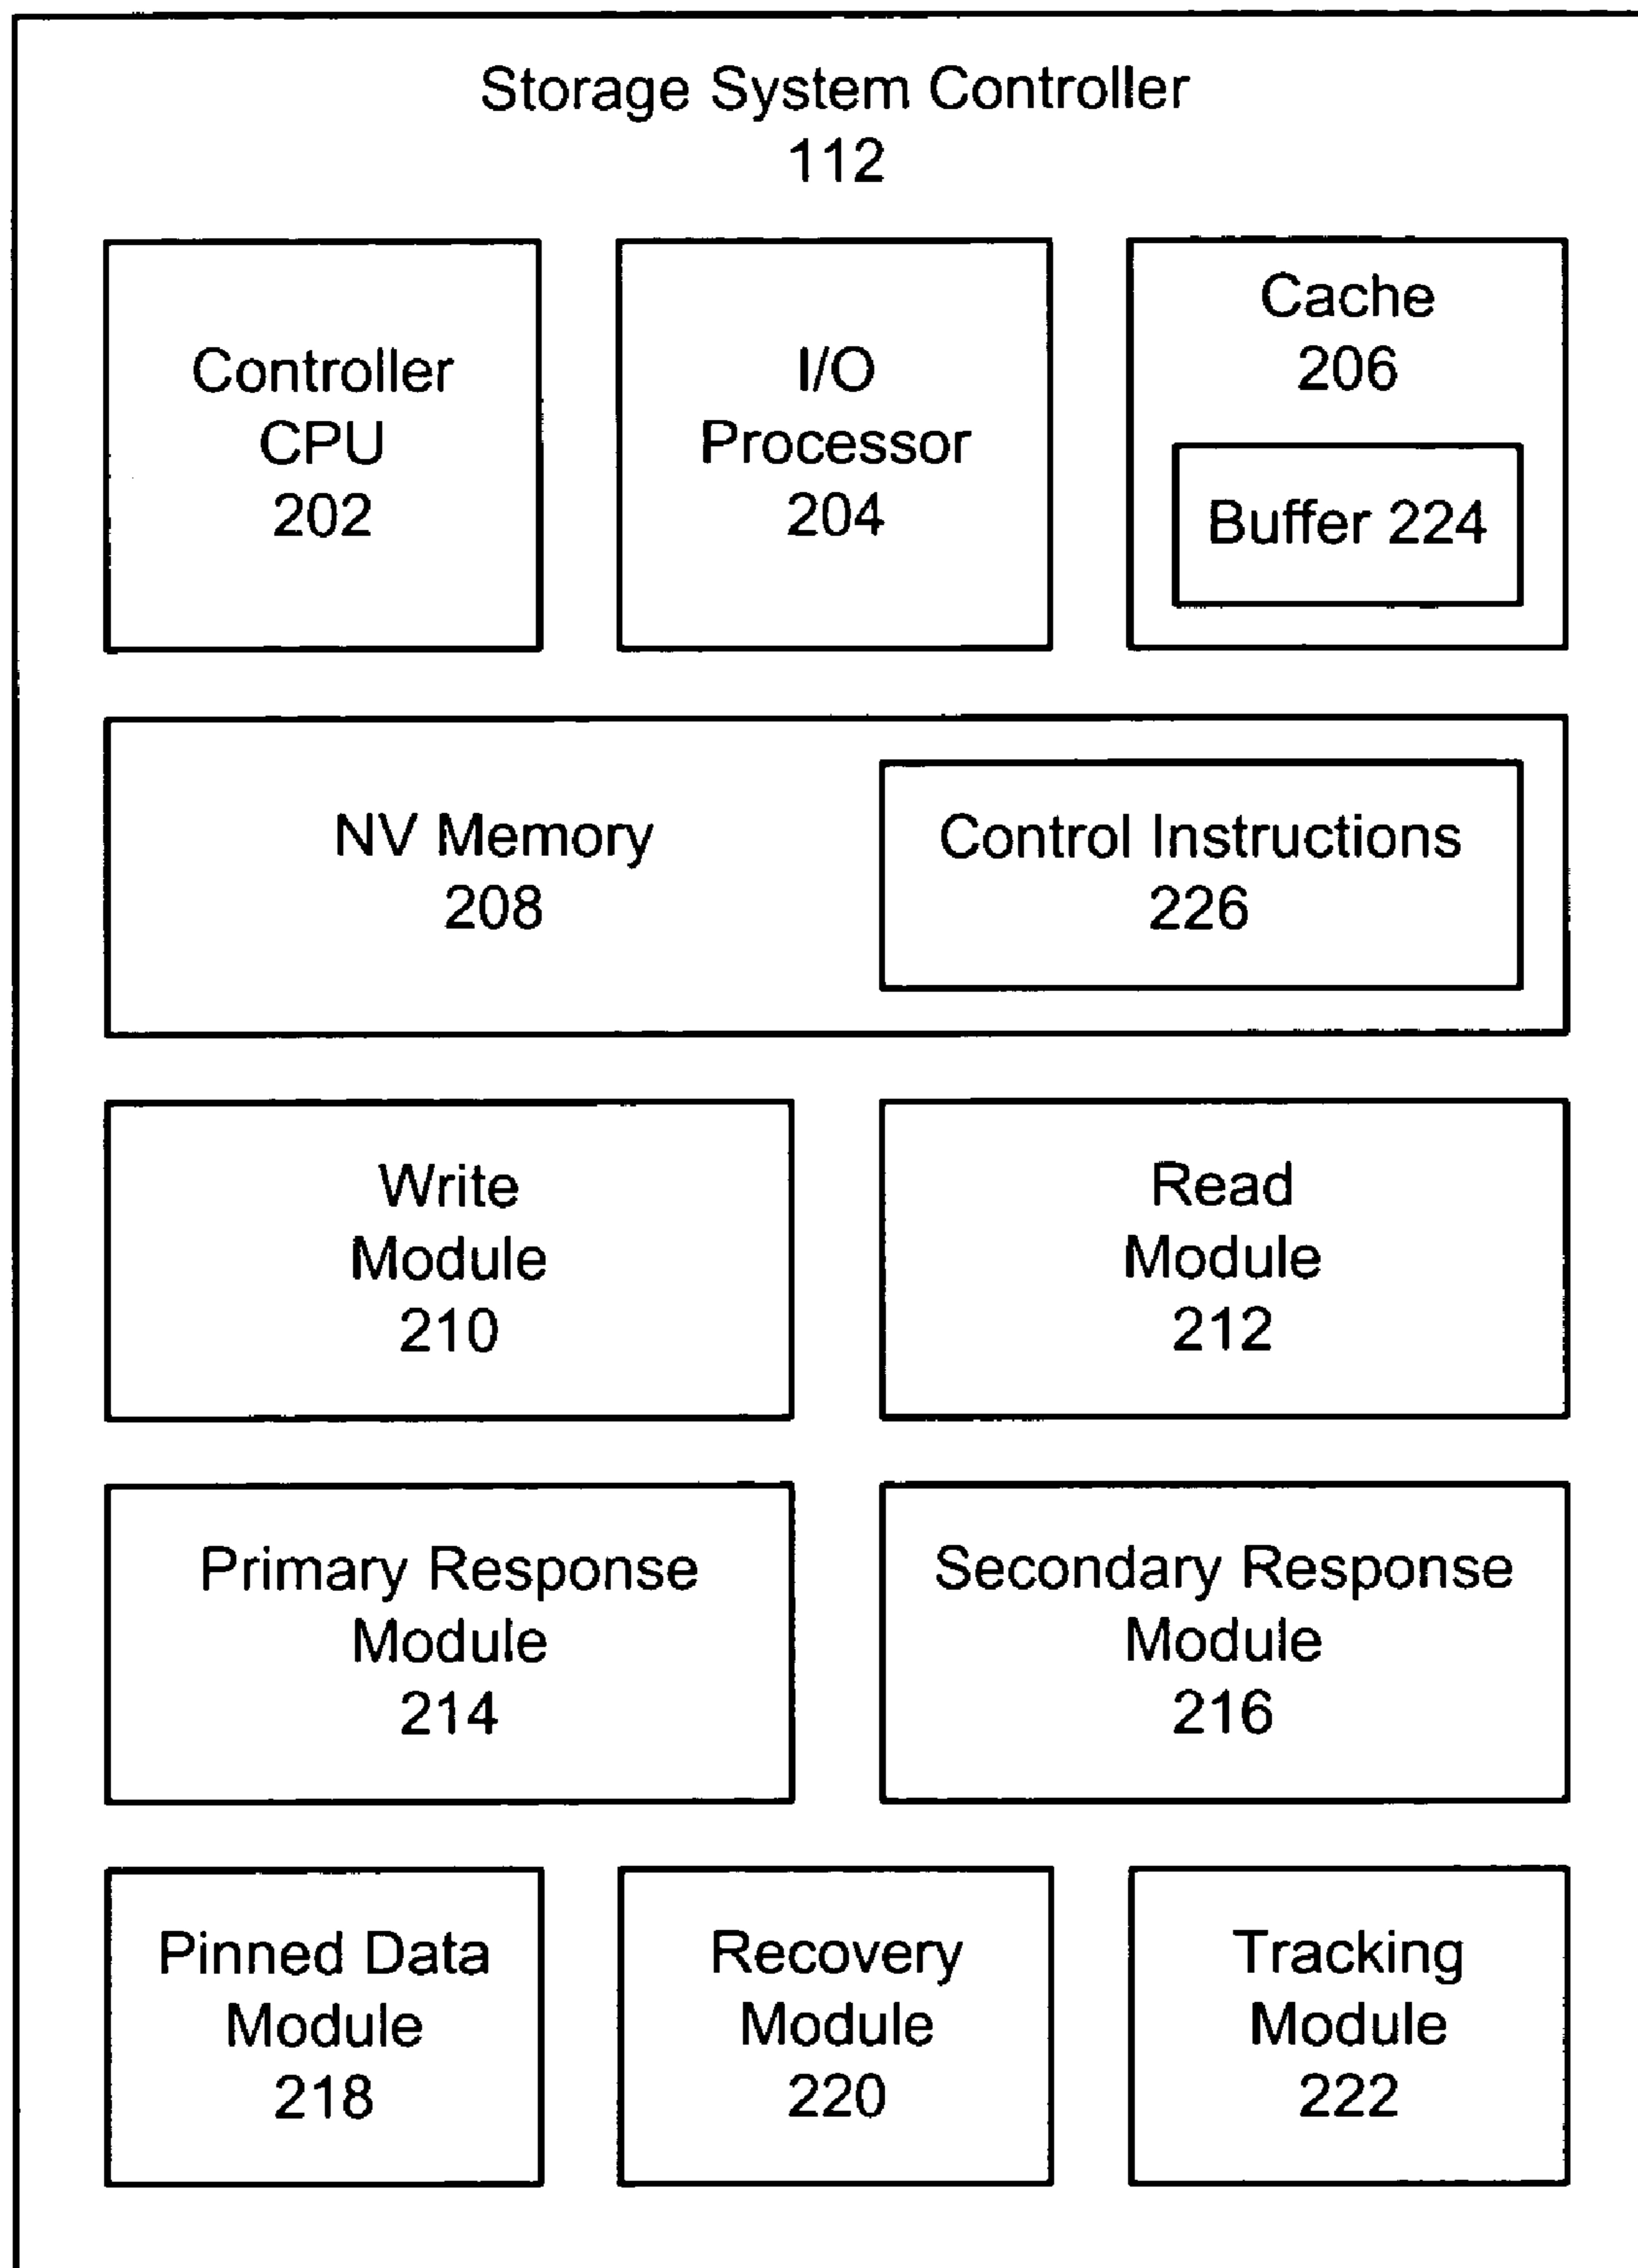 Storage System Controller
112
Controller
CPU
202
I/O
Processor
204
Cache
206
Buffer 224
NV Memory
208
Control Instructions
226
Write
Module
210
Read
Module
212
Primary Response
Module
214
Secondary Response
Module
216
Pinned Data
Module
218
Recovery
Module
220
Tracking
Module
222